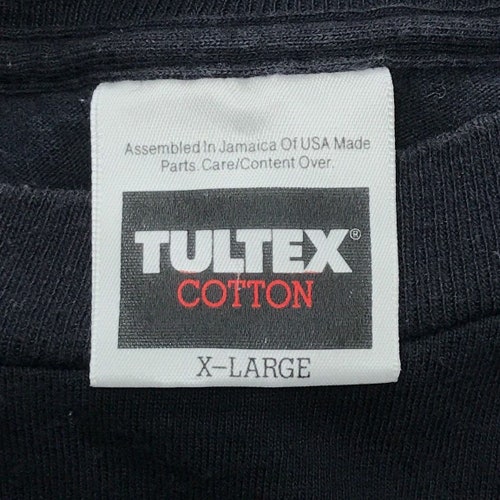 Assembled In Jamaica Of USA Made
Parts. Care/Content Over.
TULTEX®
COTTON
X-LARGE